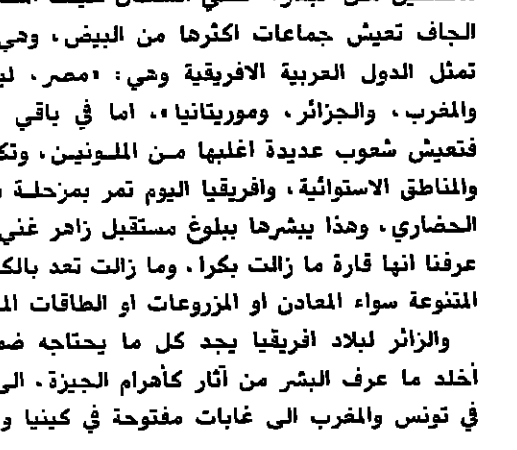 الجاف تعيش جماعات اكثرها من البيض، وهي
تمثل الدول العربية الافريقية وهي: «مصر،
والمغرب، والجزائر، وموريتانيا»، اما في باقي
فتعيش شعوب عديدة اغلبها من الملونين،
والمناطق الاستوائية، وافريقيا اليوم تمر بمرحلة
الحضاري، وهذا يبشرها ببلوغ مستقبل زاهر غني
عرفنا انها قارة ما زالت بكرا، وما زالت تعد
المتنوعة سواء المعادن او المزروعات او الطاقات
والزائر لبلاد افريقيا يجد كل ما يحتاجه
أخلد ما عرف البشر من آثار كأهرام الجيزة، الى
في تونس والمغرب الى غابات مفتوحة في كينيا و